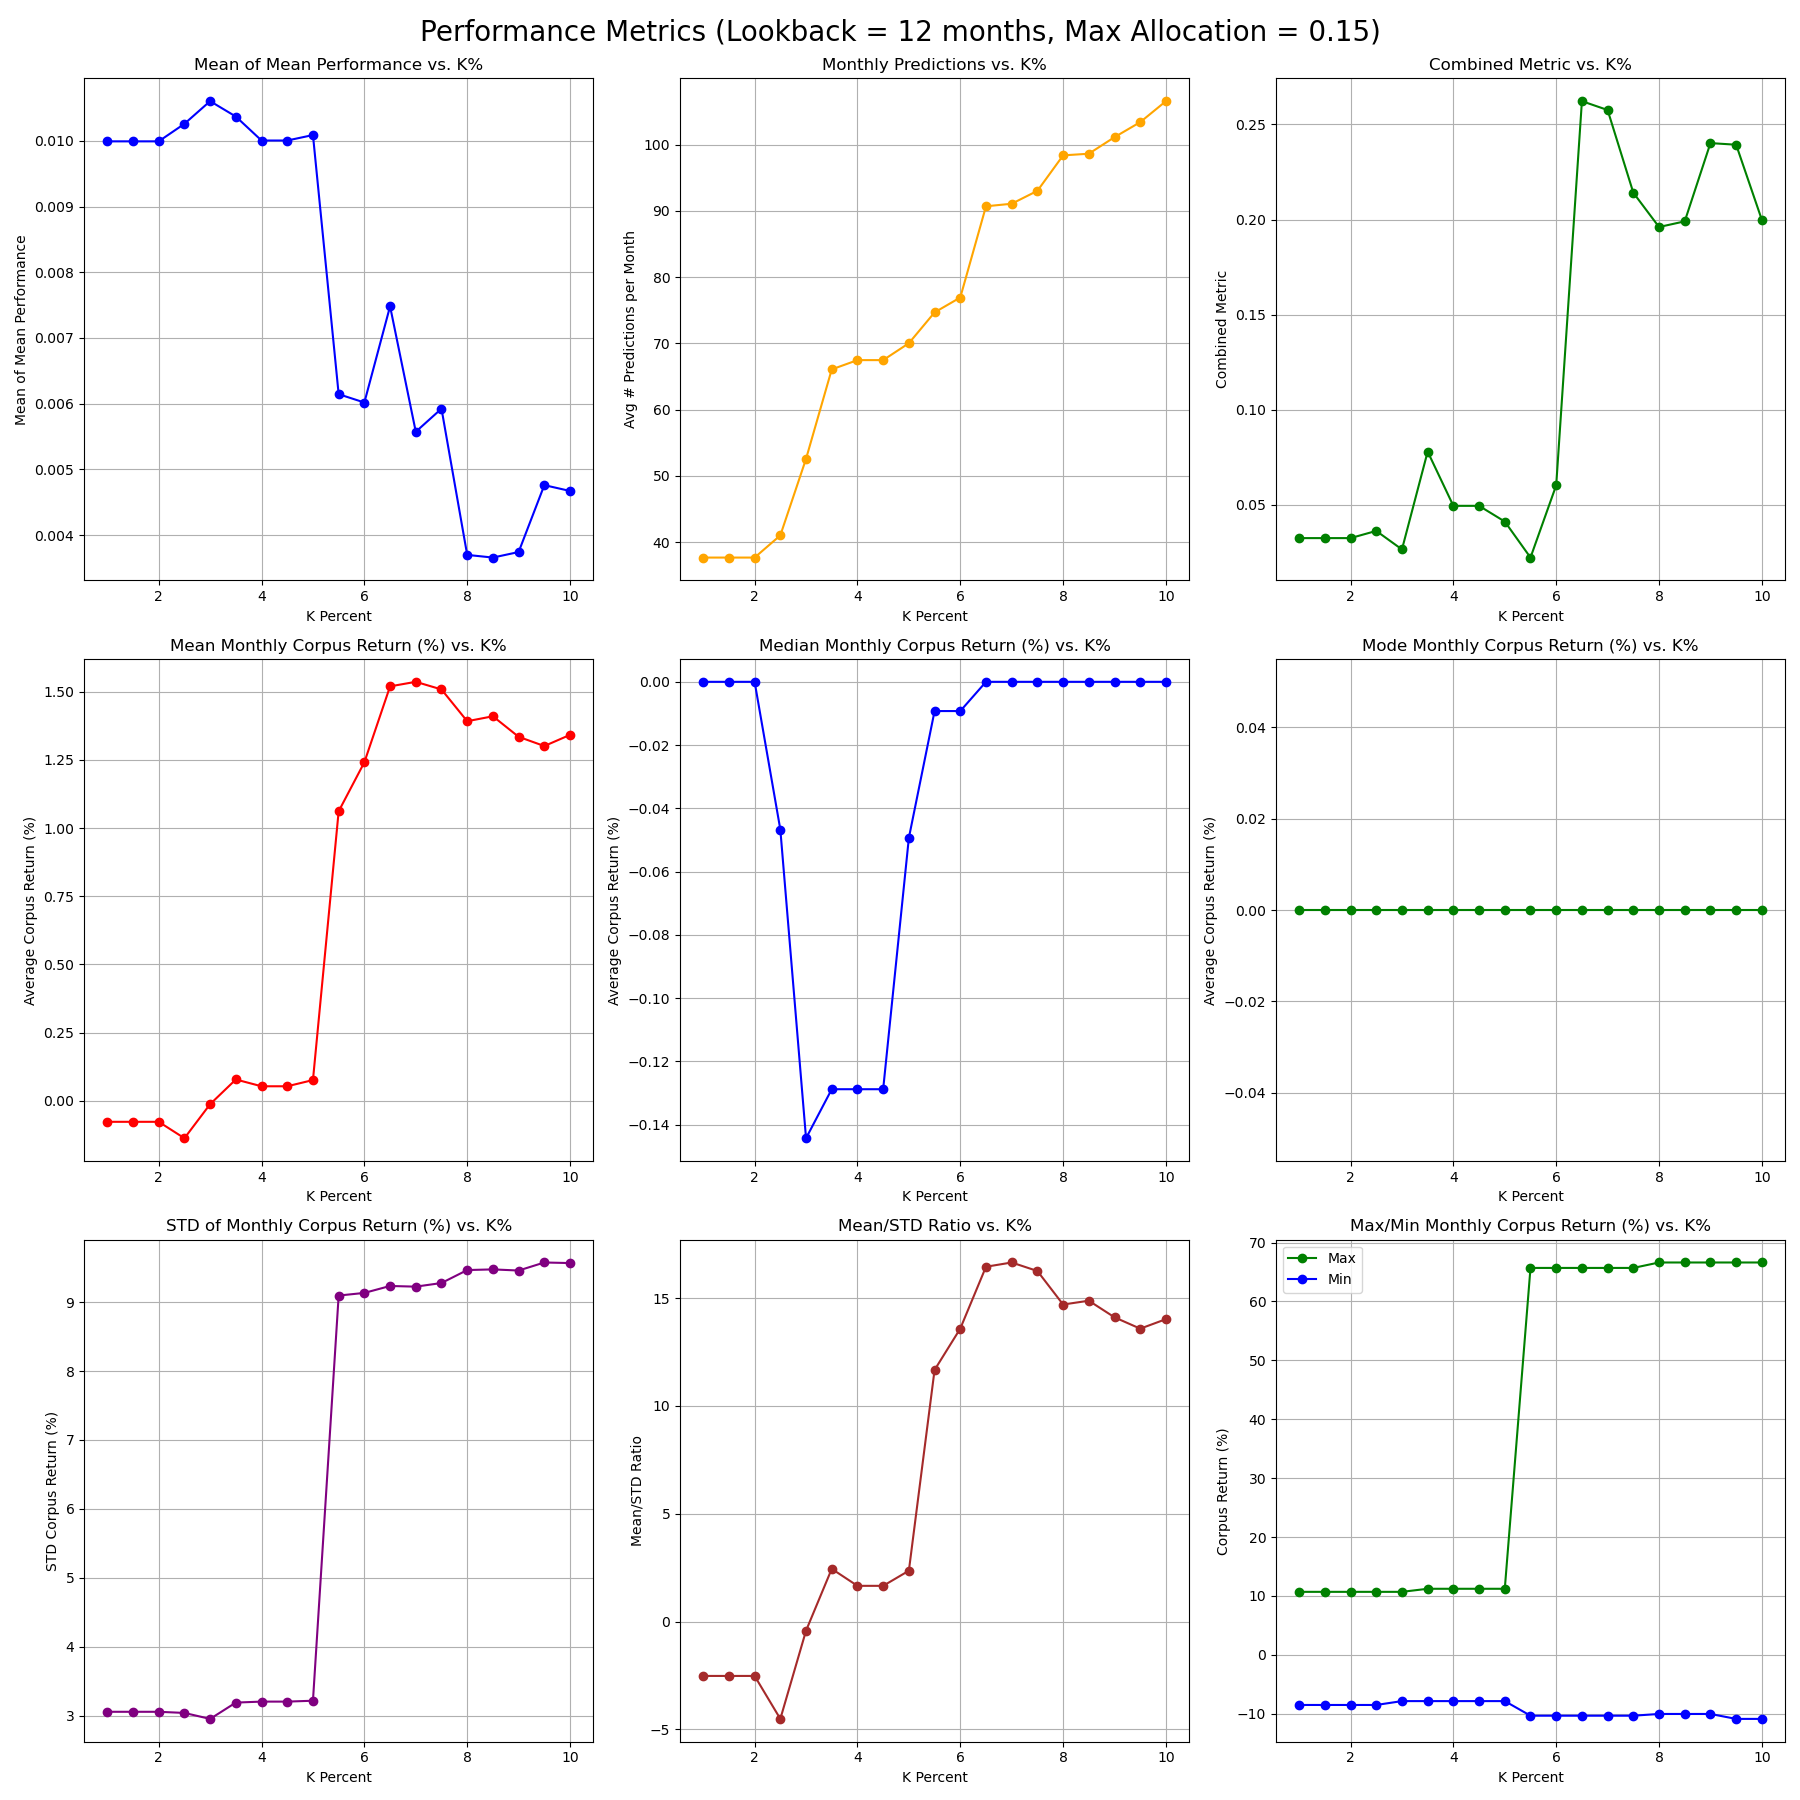 Performance Metrics (Lookback = 12 months, Max Allocation = 0.15)
Mean of Mean Performance vs. K%
Mean of Mean Performance
0.010
0.009
0.008
0.007
0.006
0.005
0.004
2 4 6 8 10
K Percent
Monthly Predictions vs. K%
Avg # Predictions per Month
100
90
80
70
60
50
40
2 4 6 8 10
K Percent
Combined Metric vs. K%
Combined Metric
0.25
0.20
0.15
0.10
0.05
2 4 6 8 10
K Percent
Mean Monthly Corpus Return (%) vs. K%
Average Corpus Return (%)
1.50
1.25
1.00
0.75
0.50
0.25
0.00
2 4 6 8 10
K Percent
Median Monthly Corpus Return (%) vs. K%
Average Corpus Return (%)
0.00
−0.02
−0.04
−0.06
−0.08
−0.10
−0.12
−0.14
2 4 6 8 10
K Percent
Mode Monthly Corpus Return (%) vs. K%
Average Corpus Return (%)
0.04
0.02
0.00
−0.02
−0.04
2 4 6 8 10
K Percent
STD of Monthly Corpus Return (%) vs. K%
STD Corpus Return (%)
9
8
7
6
5
4
3
2 4 6 8 10
K Percent
Mean/STD Ratio vs. K%
Mean/STD Ratio
15
10
5
0
−5
2 4 6 8 10
K Percent
Max/Min Monthly Corpus Return (%) vs. K%
Max
Min
Corpus Return (%)
70
60
50
40
30
20
10
0
−10
2 4 6 8 10
K Percent